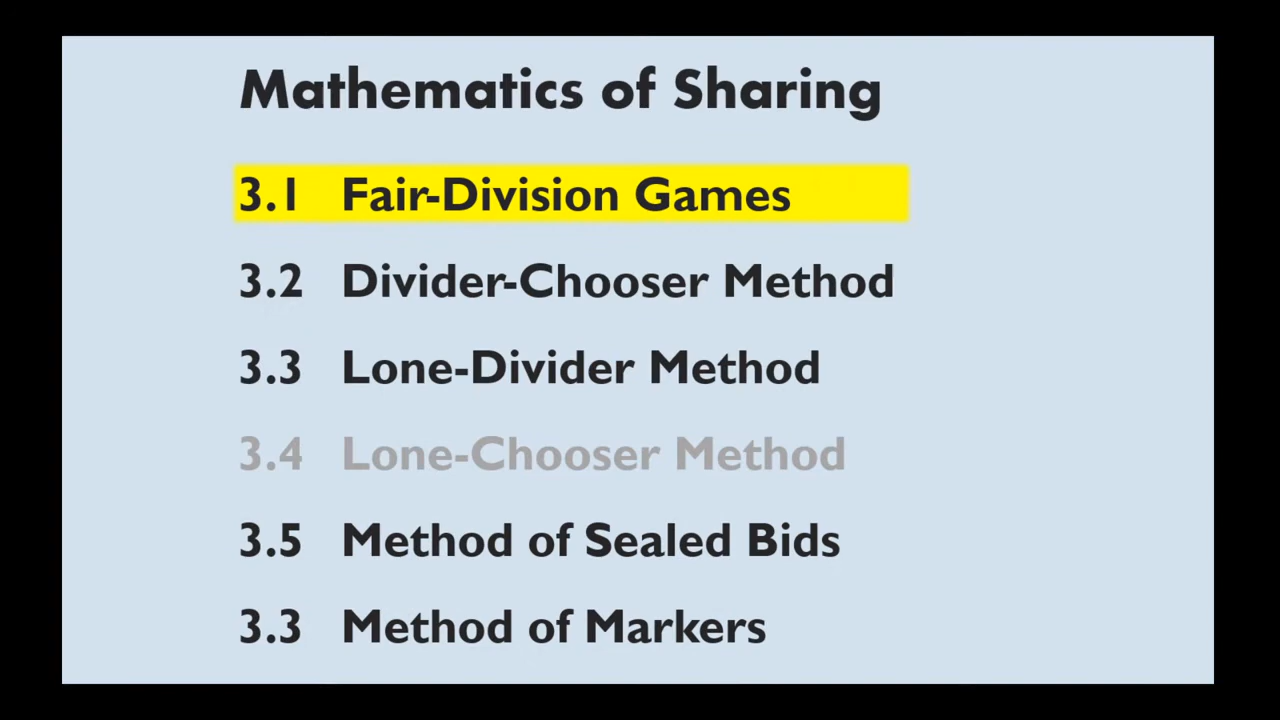 Mathematics of Sharing
3.1 Fair-Division Games
3.2 Divider-Chooser Method
3.3 Lone-Divider Method
3.4 Lone-Chooser Method
3.5 Method of Sealed Bids
3.3 Method of Markers